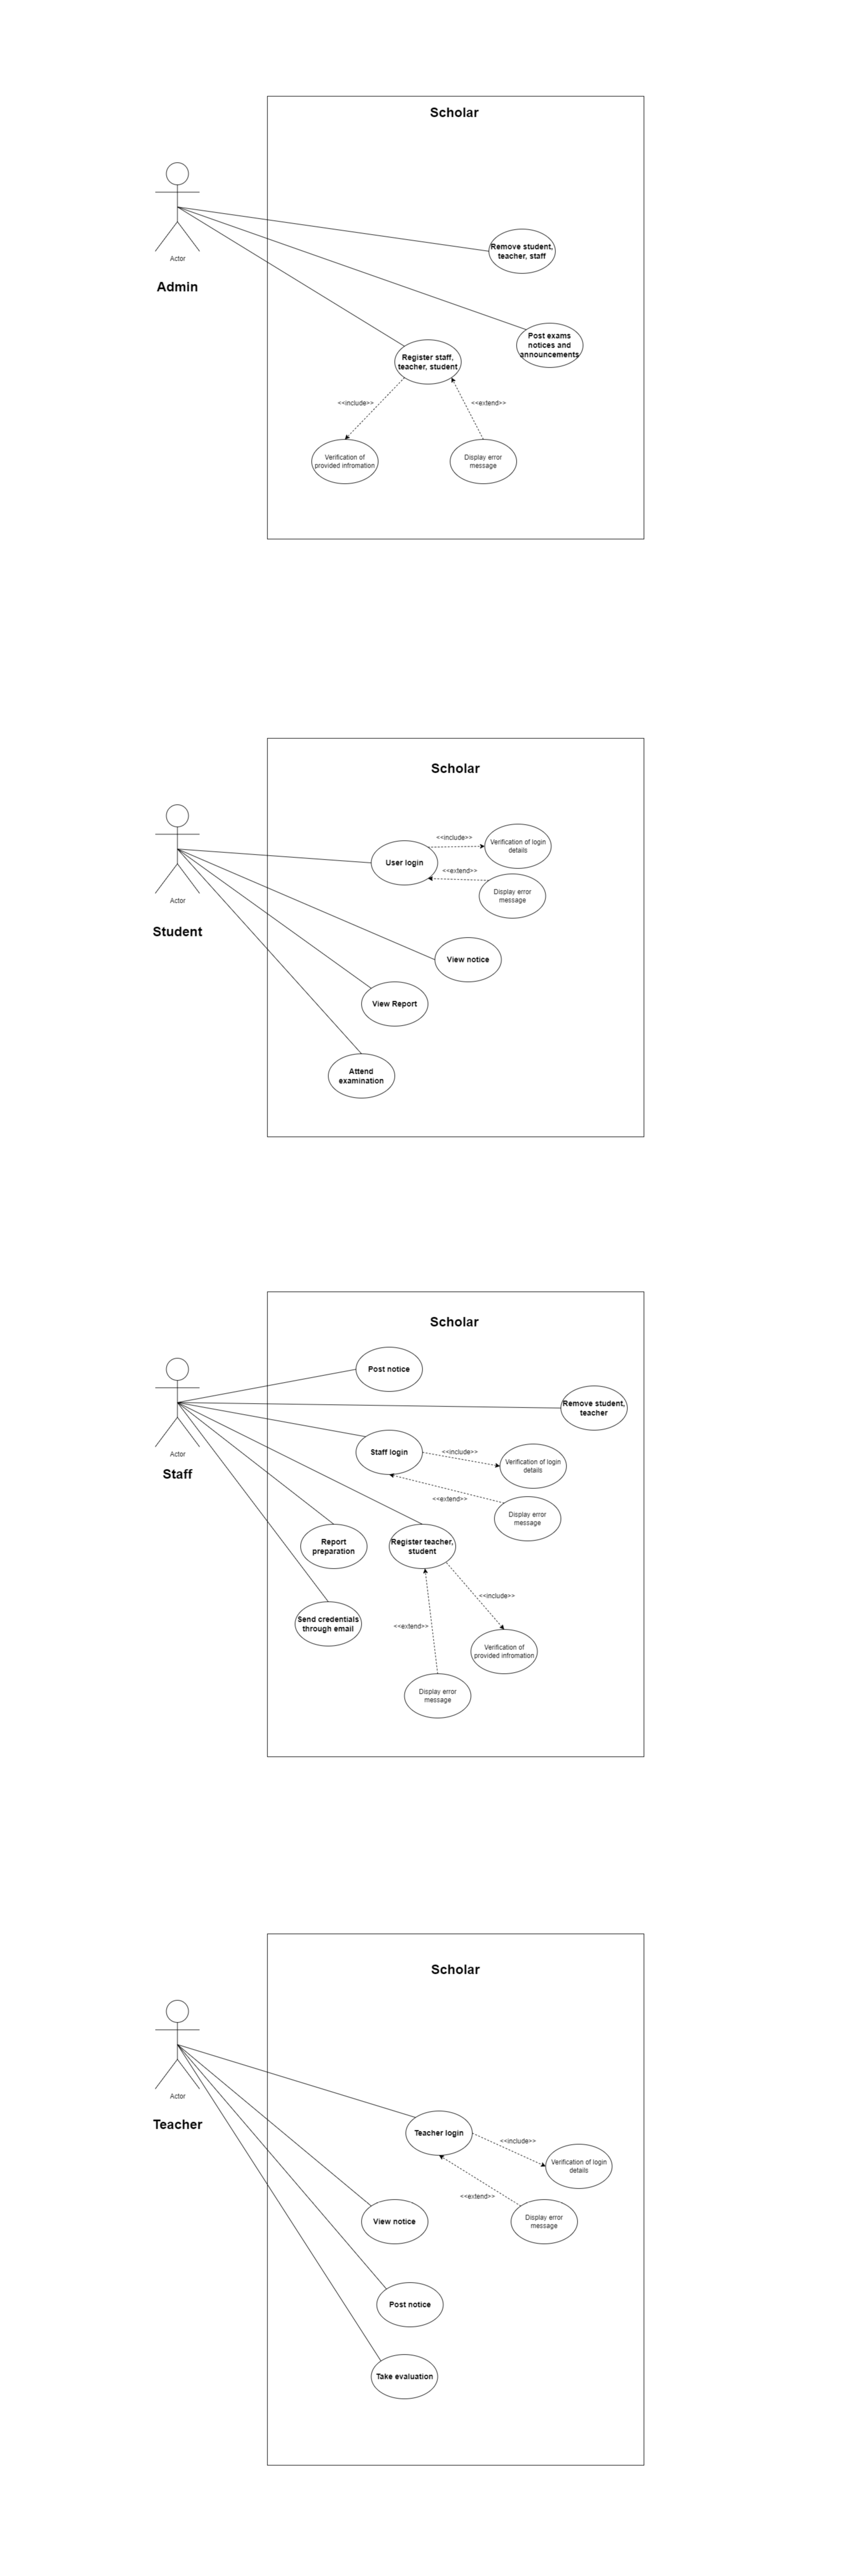 Scholar
Remove student,
teacher, staff
Actor
Admin
Post exams
notices and
announcements
Register staff,
teacher, student
<<include>>
<<extend>>
Verification of
provided infromation
Display error
message
Scholar
<<include>>
Verification of login
details
User login
<<extend>>
Display error
message
Actor
Student
View notice
View Report
Attend
examination
Scholar
Post notice
Remove student,
teacher
Actor
Staff
Staff login
<<include>>
Verification of login
details
<<extend>>
Display error
message
Report
preparation
Register teacher,
student
<<include>>
Send credentials
through email
<<extend>>
Verification of
provided infromation
Display error
message
Scholar
Actor
Teacher
Teacher login
<<include>>
Verification of login
details
<<extend>>
View notice
Display error
message
Post notice
Take evaluation